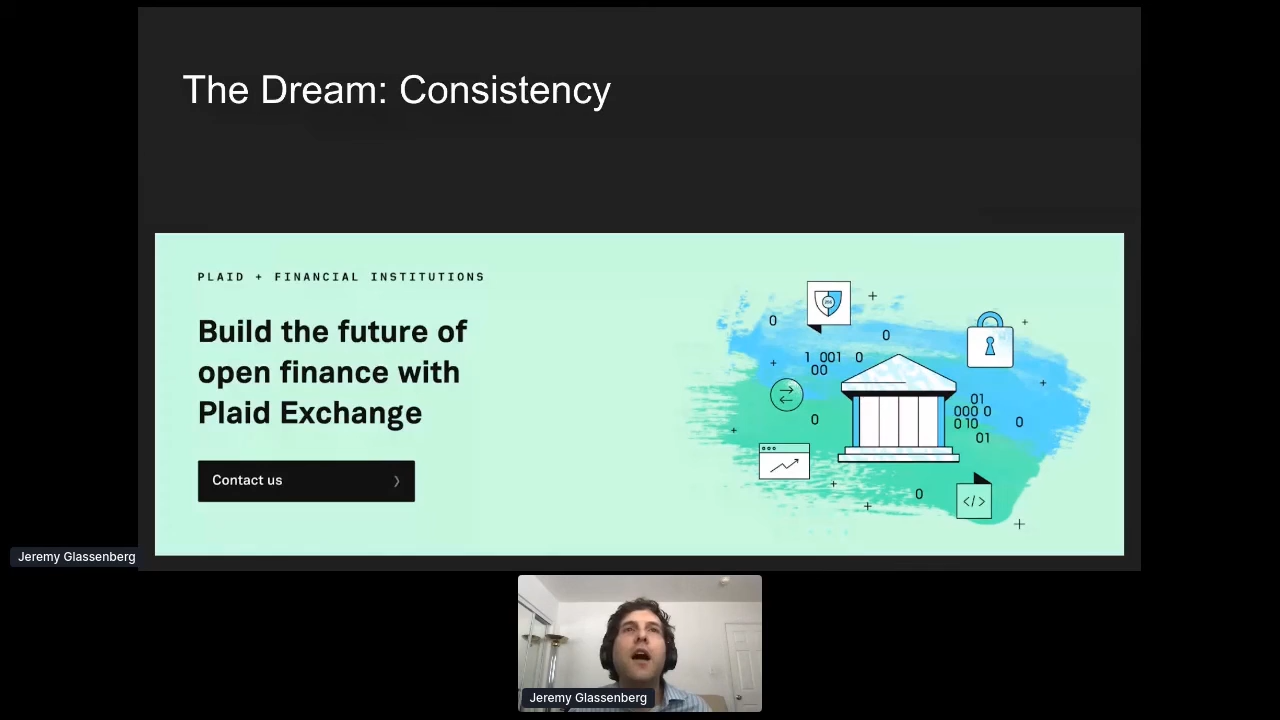 The Dream: Consistency
PLAID + FINANCIAL INSTITUTIONS
Build the future of
open finance with
Plaid Exchange
Contact us
0
0
1 001 0
00
01
000 0
0 10
0
0
01
0
</>
Jeremy Glassenberg
Jeremy Glassenberg